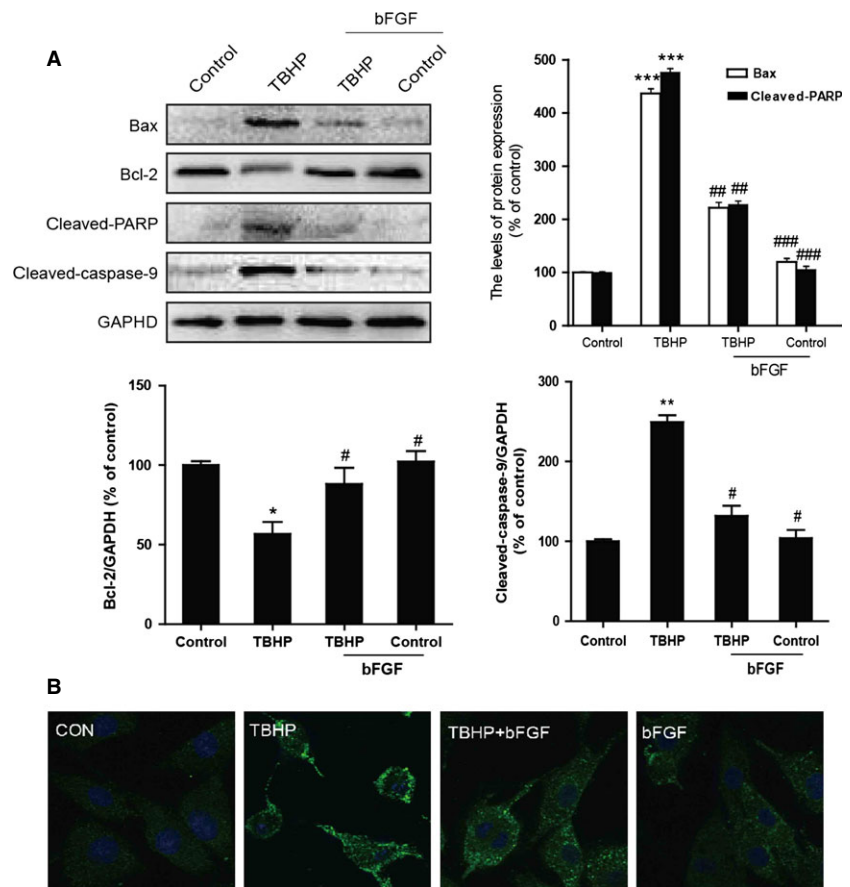 A
bFGF
Control
TBHP
TBHP
Control
Bax
Bcl-2
Cleaved-PARP
Cleaved-caspase-9
GAPHD
The levels of protein expression
(% of control)
500
400
300
200
100
0
***
***
##
##
###
###
Bax
Cleaved-PARP
Control
TBHP
TBHP
Control
bFGF
Bcl-2/GAPDH (% of control)
150
100
50
0
*
#
#
Control
TBHP
TBHP
Control
bFGF
Cleaved-caspase-9/GAPDH
(% of control)
300
200
100
0
**
#
#
Control
TBHP
TBHP
Control
bFGF
B
CON
TBHP
TBHP+bFGF
bFGF